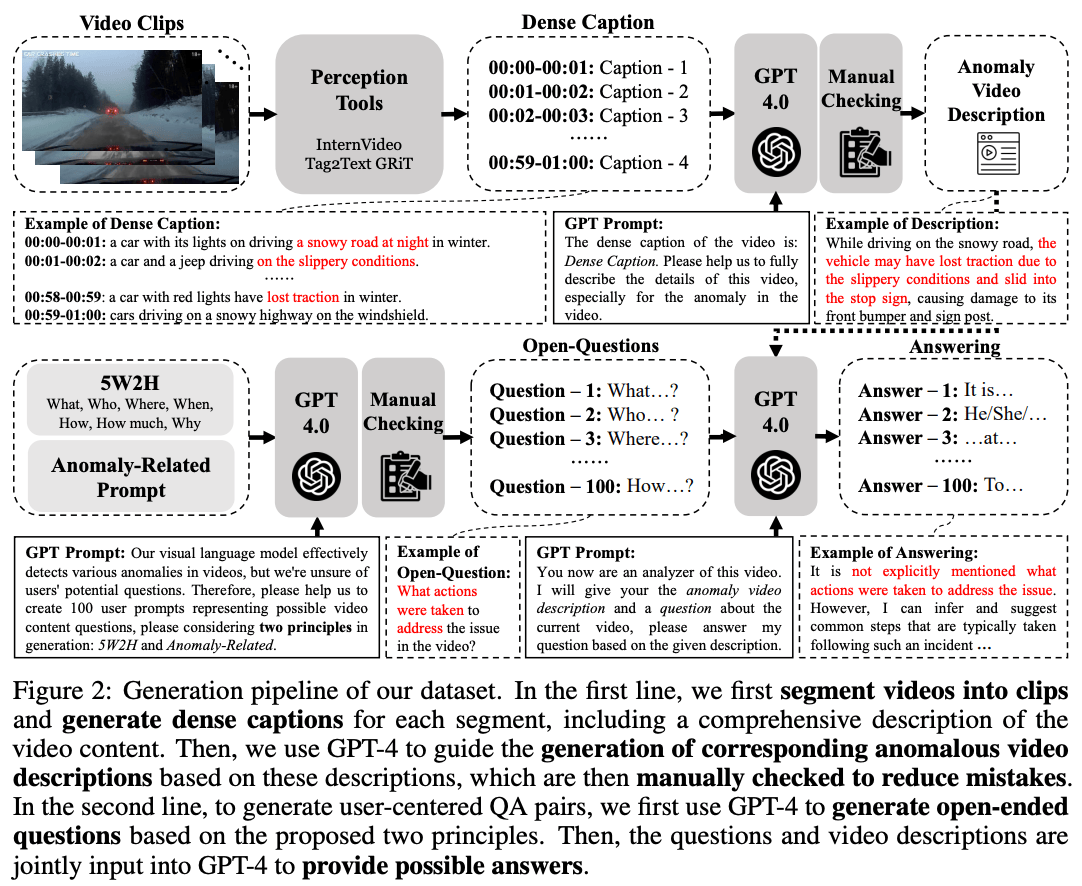 Video Clips
Dense Caption
Perception
Tools
InternVideo
Tag2Text GRiT
00:00-00:01: Caption - 1
00:01-00:02: Caption - 2
00:02-00:03: Caption - 3
......
00:59-01:00: Caption - 4
GPT
4.0
Manual
Checking
Anomaly
Video
Description
Example of Dense Caption:
00:00-00:01: a car with its lights on driving a snowy road at night in winter.
00:01-00:02: a car and a jeep driving on the slippery conditions.
......
00:58-00:59: a car with red lights have lost traction in winter.
00:59-01:00: cars driving on a snowy highway on the windshield.
GPT Prompt:
The dense caption of the video is:
Dense Caption. Please help us to fully
describe the details of this video,
especially for the anomaly in the
video.
Example of Description:
While driving on the snowy road, the
vehicle may have lost traction due to
the slippery conditions and slid into
the stop sign, causing damage to its
front bumper and sign post.
5W2H
What, Who, Where, When,
How, How much, Why
Anomaly-Related
Prompt
GPT
4.0
Manual
Checking
Open-Questions
Question – 1: What…?
Question – 2: Who… ?
Question – 3: Where…?
......
Question – 100: How…?
GPT
4.0
Answering
Answer – 1: It is…
Answer – 2: He/She/…
Answer – 3: …at…
......
Answer – 100: To…
GPT Prompt: Our visual language model effectively
detects various anomalies in videos, but we're unsure of
users' potential questions. Therefore, please help us to
create 100 user prompts representing possible video
content questions, please considering two principles in
generation: 5W2H and Anomaly-Related.
Example of
Open-Question:
What actions
were taken to
address the issue
in the video?
GPT Prompt:
You now are an analyzer of this video.
I will give your the anomaly video
description and a question about the
current video, please answer my
question based on the given description.
Example of Answering:
It is not explicitly mentioned what
actions were taken to address the issue.
However, I can infer and suggest
common steps that are typically taken
following such an incident …
Figure 2: Generation pipeline of our dataset. In the first line, we first segment videos into clips
and generate dense captions for each segment, including a comprehensive description of the
video content. Then, we use GPT-4 to guide the generation of corresponding anomalous video
descriptions based on these descriptions, which are then manually checked to reduce mistakes.
In the second line, to generate user-centered QA pairs, we first use GPT-4 to generate open-ended
questions based on the proposed two principles. Then, the questions and video descriptions are
jointly input into GPT-4 to provide possible answers.